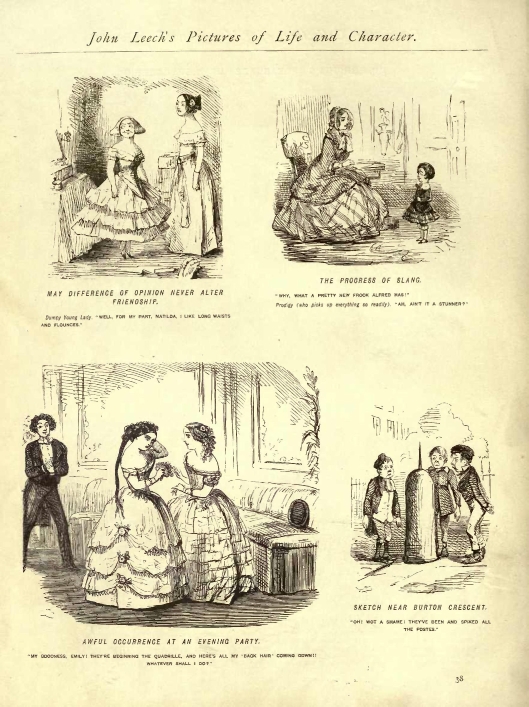 John Leech's Pictures of Life and Character.
MAY DIFFERENCE OF OPINION NEVER ALTER
FRIENDSHIP.
Dumpy Young Lady. "WELL, FOR MY PART, MATILDA, I LIKE LONG WAISTS
AND FLOUNCES."
THE PROGRESS OF SLANG.
"WHY, WHAT A PRETTY NEW FROCK ALFRED HAS!"
Prodigy (who picks up everything so readily). "AH, AIN'T IT A STUNNER?"
AWFUL OCCURRENCE AT AN EVENING PARTY.
"MY GOODNESS, EMILY! THEY'RE BEGINNING THE QUADRILLE, AND HERE'S ALL MY 'BACK HAIR' COMING DOWN!!
WHATEVER SHALL I DO?"
SKETCH NEAR BURTON CRESCENT.
"OH! WOT A SHAME! THEY'VE BEEN AND SPIKED ALL
THE POSTES."
38